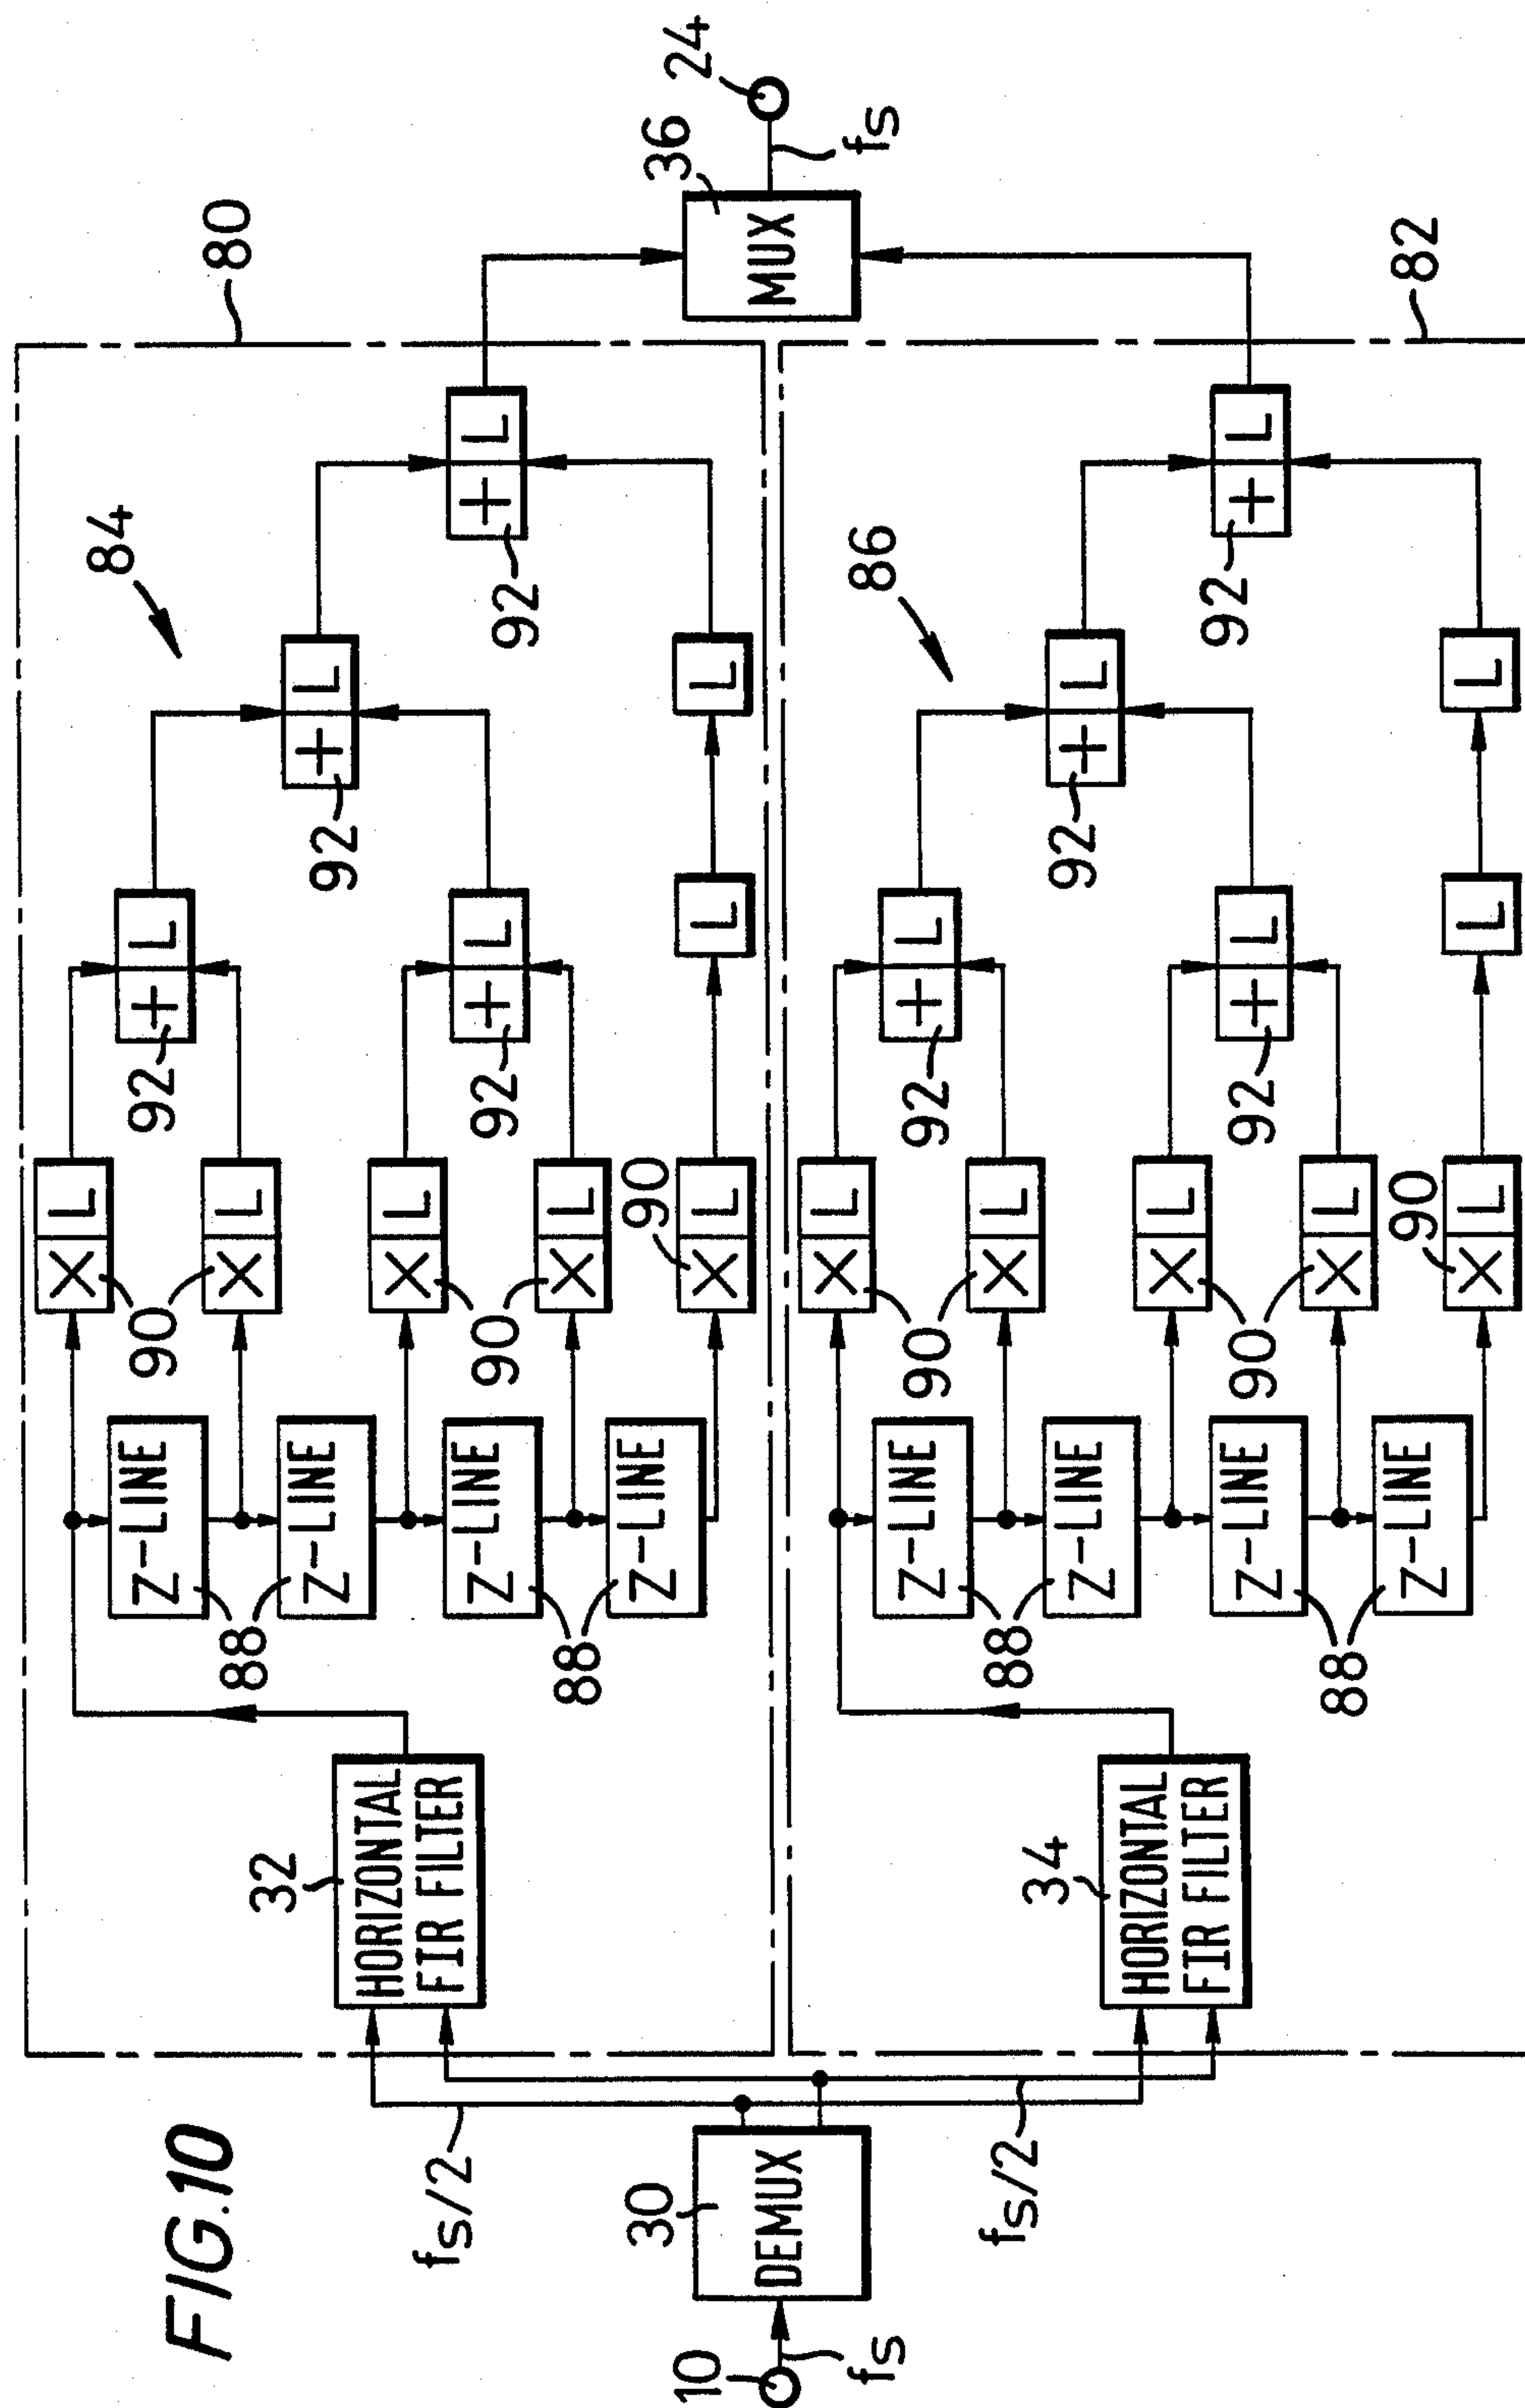 FIG.10
10
fs
30
DEMUX
fs/2
fs/2
80
32
HORIZONTAL
FIR FILTER
84
88
88
Z-LINE
Z-LINE
Z-LINE
Z-LINE
90
90
90
X L
X L
X L
X L
X L
92
92
+ L
+ L
L
92
+ L
L
92
+ L
82
34
HORIZONTAL
FIR FILTER
86
88
88
Z-LINE
Z-LINE
Z-LINE
Z-LINE
90
90
90
X L
X L
X L
X L
X L
92
92
+ L
+ L
L
92
+ L
L
92
+ L
36
MUX
24
fs